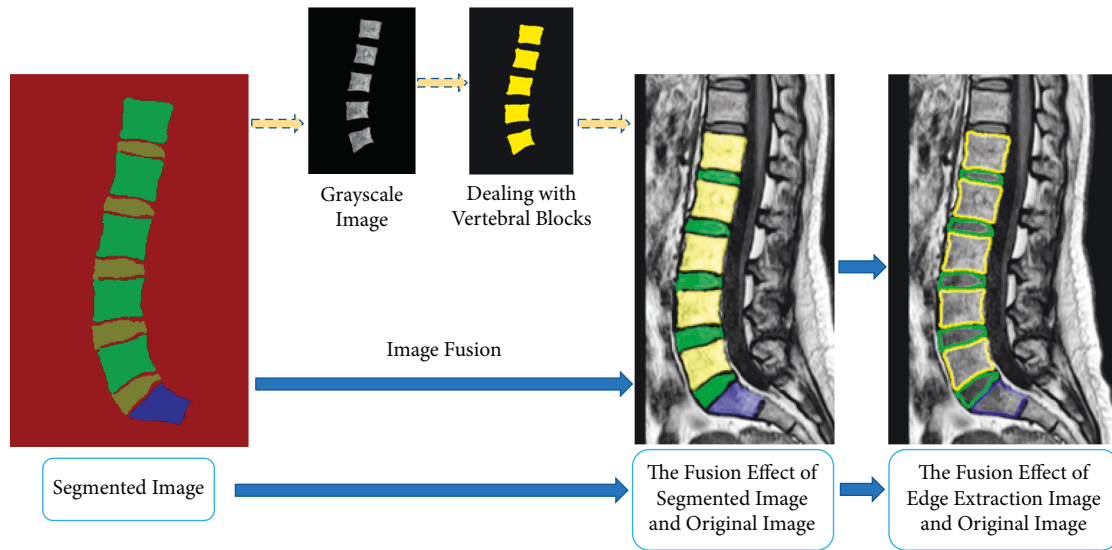 Grayscale
Image
Dealing with
Vertebral Blocks
Image Fusion
Segmented Image
The Fusion Effect of
Segmented Image
and Original Image
The Fusion Effect of
Edge Extraction Image
and Original Image